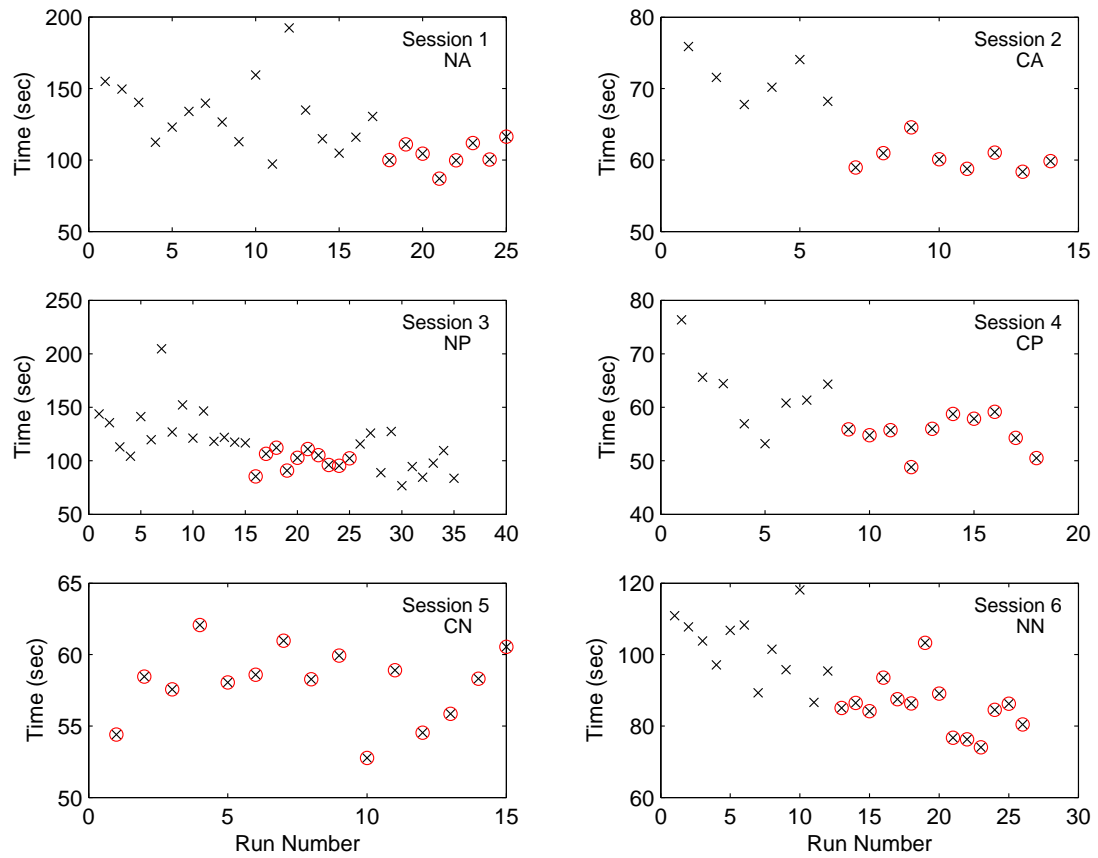 Session 1
NA
Time (sec)
200
150
100
50
0 5 10 15 20 25
Session 2
CA
Time (sec)
80
70
60
50
0 5 10 15
Session 3
NP
Time (sec)
250
200
150
100
50
0 5 10 15 20 25 30 35 40
Session 4
CP
Time (sec)
80
70
60
50
40
0 5 10 15 20
Session 5
CN
Time (sec)
65
60
55
50
0 5 10 15
Run Number
Session 6
NN
Time (sec)
120
100
80
60
0 5 10 15 20 25 30
Run Number